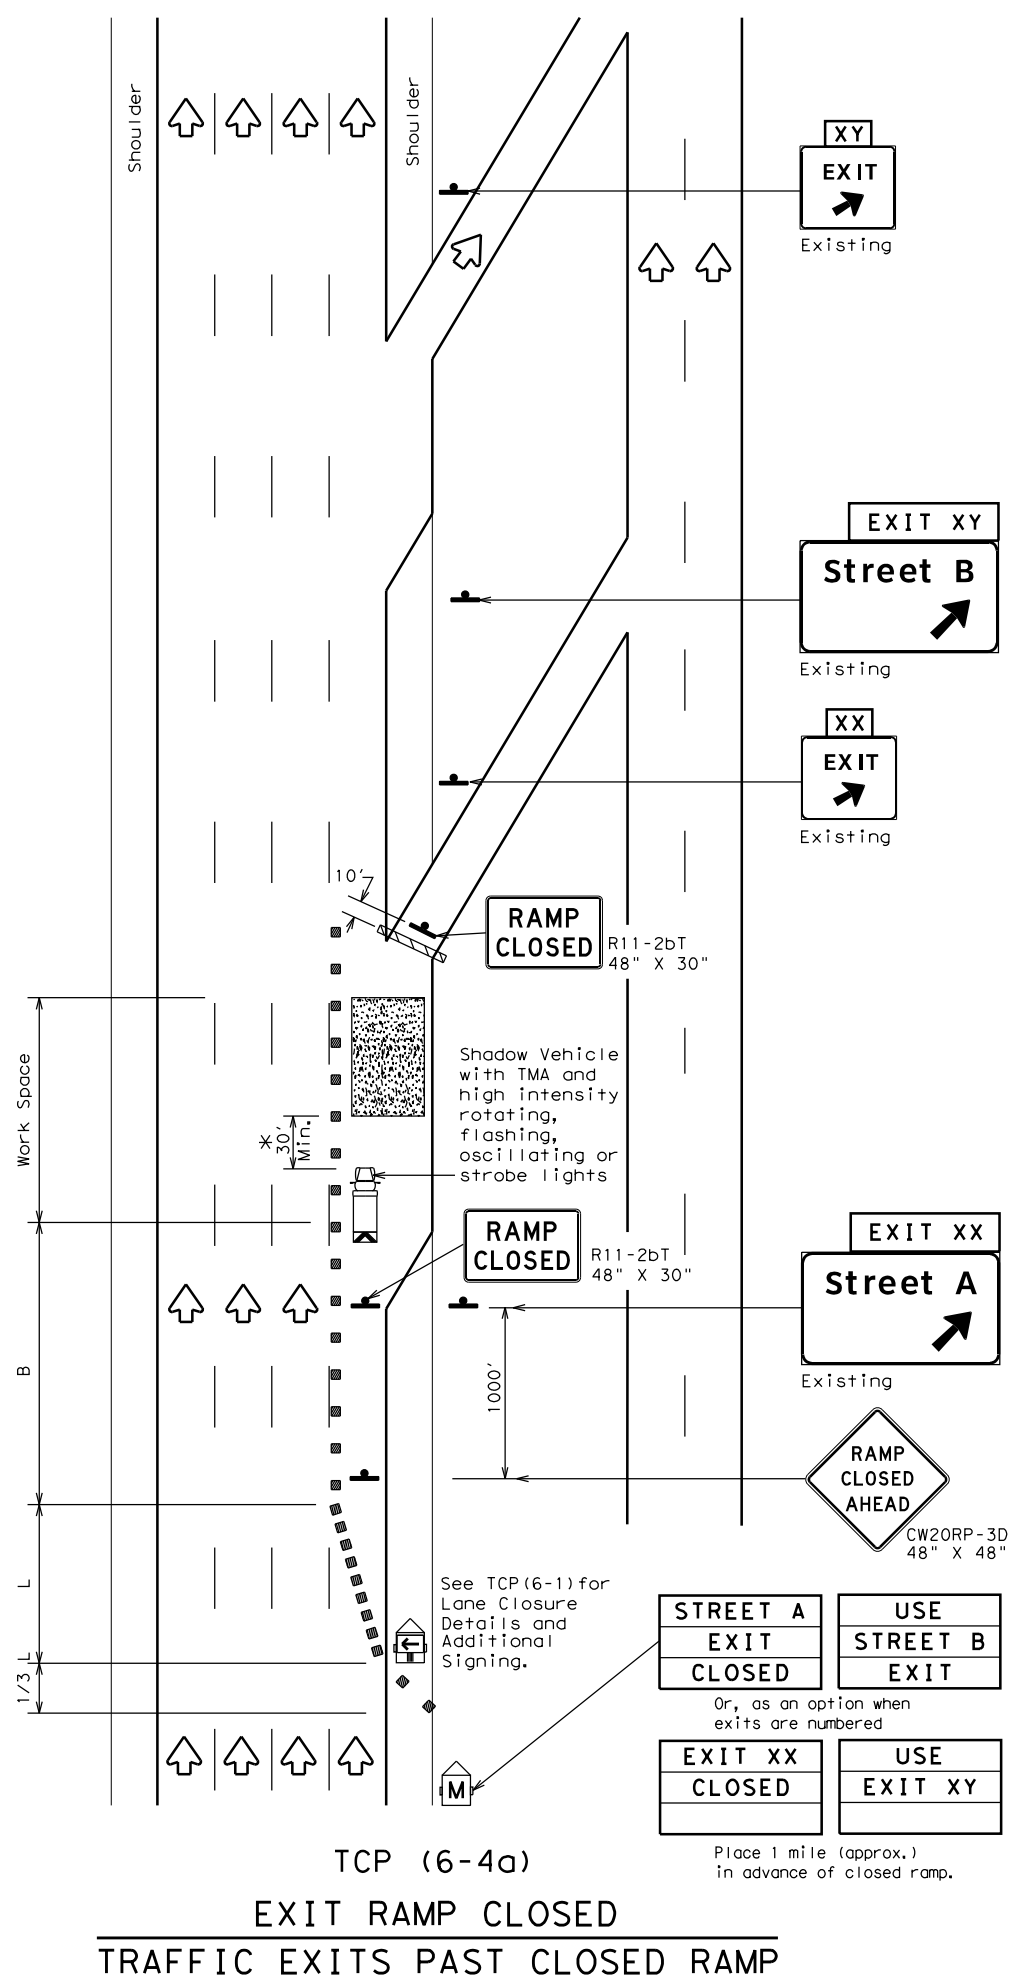 Shoulder
Shoulder
XY
EXIT
Existing
EXIT XY
Street B
Existing
XX
EXIT
Existing
10'
RAMP
CLOSED
R11-2bT
48" X 30"
Work Space
*
30'
Min.
Shadow Vehicle
with TMA and
high intensity
rotating,
flashing,
oscillating or
strobe lights
RAMP
CLOSED
R11-2bT
48" X 30"
EXIT XX
Street A
Existing
B
1000'
RAMP
CLOSED
AHEAD
CW20RP-3D
48" X 48"
L
See TCP(6-1)for
Lane Closure
Details and
Additional
Signing.
1/3 L
STREET A
EXIT
CLOSED
USE
STREET B
EXIT
Or, as an option when
exits are numbered
EXIT XX
CLOSED
USE
EXIT XY
M
Place 1 mile (approx.)
in advance of closed ramp.
TCP (6-4a)
EXIT RAMP CLOSED
TRAFFIC EXITS PAST CLOSED RAMP